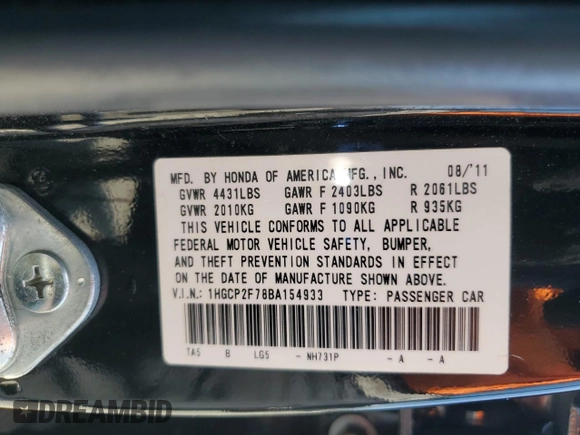 MFD. BY HONDA OF AMERICA MFG., INC. 08/'11
GVWR 4431LBS GAWR F 2403LBS R 2061LBS
GVWR 2010KG GAWR F 1090KG R 935KG
THIS VEHICLE CONFORMS TO ALL APPLICABLE
FEDERAL MOTOR VEHICLE SAFETY, BUMPER,
AND THEFT PREVENTION STANDARDS IN EFFECT
ON THE DATE OF MANUFACTURE SHOWN ABOVE.
V.I.N.: 1HGCP2F78BA154933 TYPE: PASSENGER CAR
TA5 B LG5 - NH731P - A - A
DREAMBID